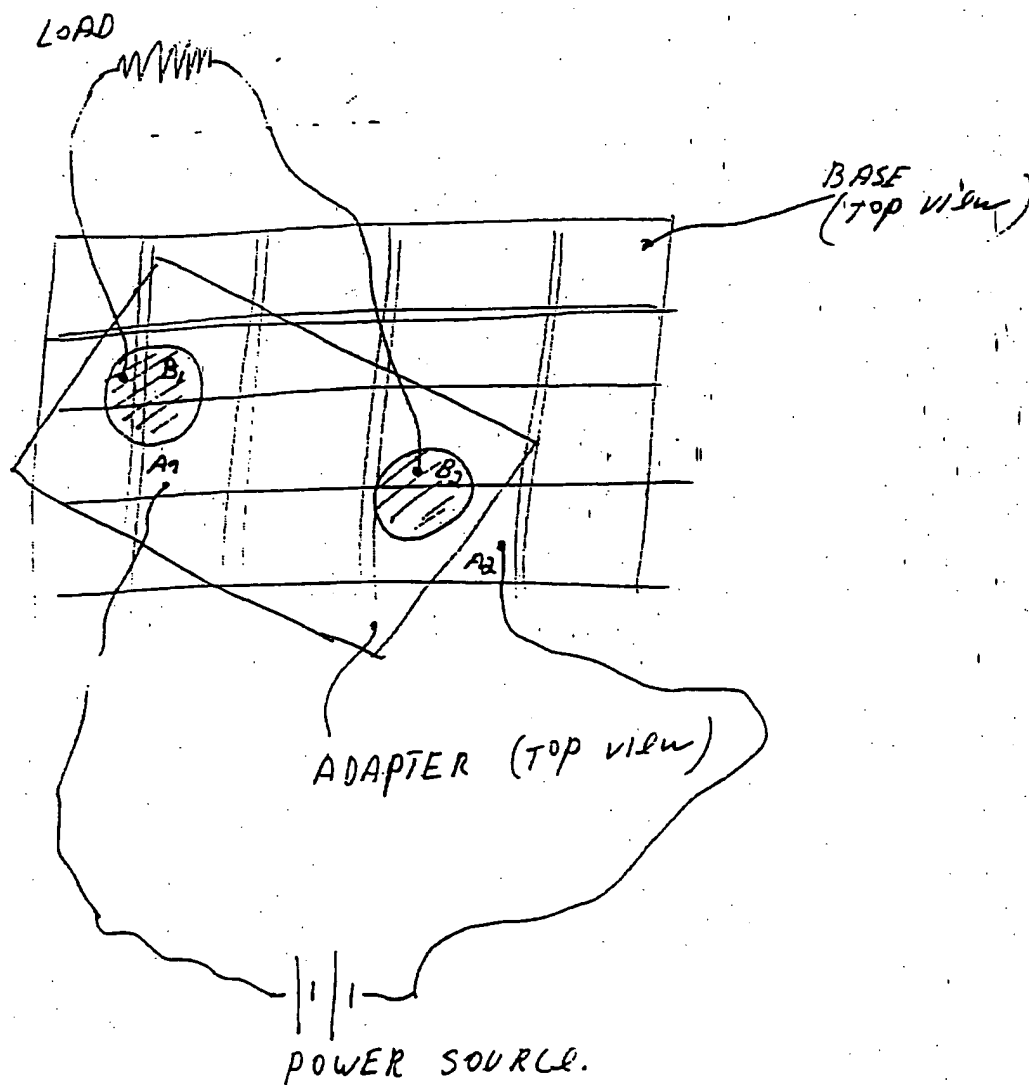 LOAD
BASE
(TOP view)
B1
A1
B2
A2
ADAPTER (TOP view)
POWER SOURCE.